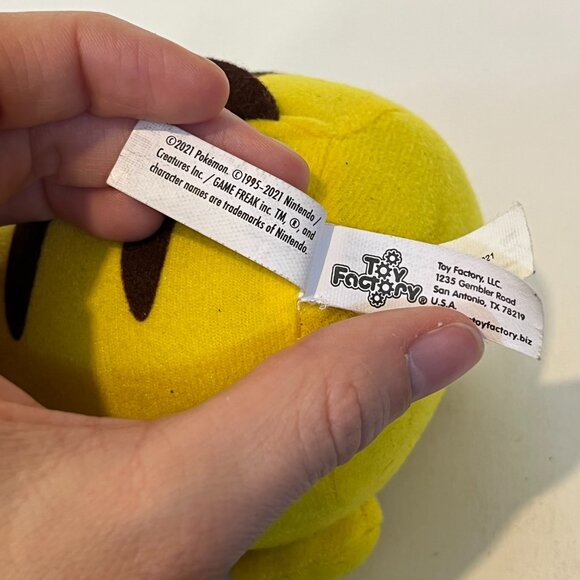 ©2021 Pokémon. ©1995-2021 Nintendo/
Creatures Inc. / GAME FREAK inc. TM, ®, and
character names are trademarks of Nintendo.
Toy
Factory®
Toy Factory, LLC.
1235 Gembler Road
San Antonio, TX 78219
U.S.A.
toyfactory.biz